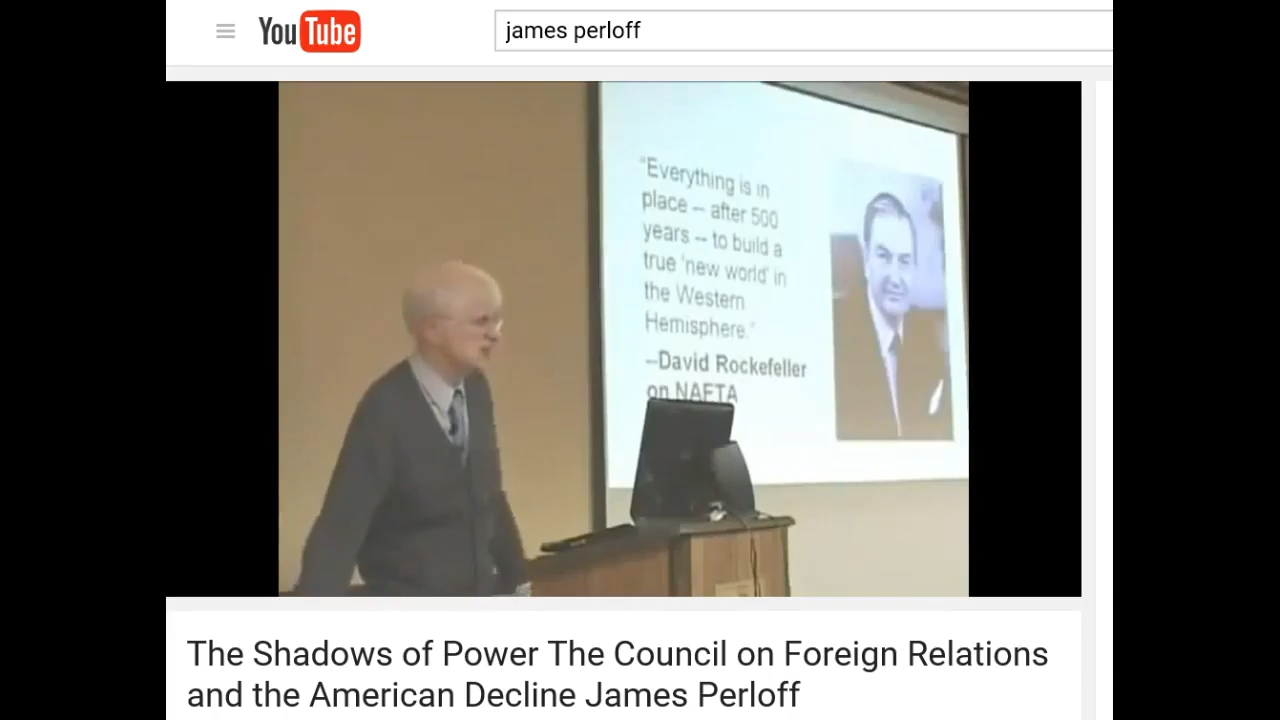 YouTube
james perloff
"Everything is in
place – after 500
years – to build a
true 'new world' in
the Western
Hemisphere."
–David Rockefeller
on NAFTA
The Shadows of Power The Council on Foreign Relations
and the American Decline James Perloff